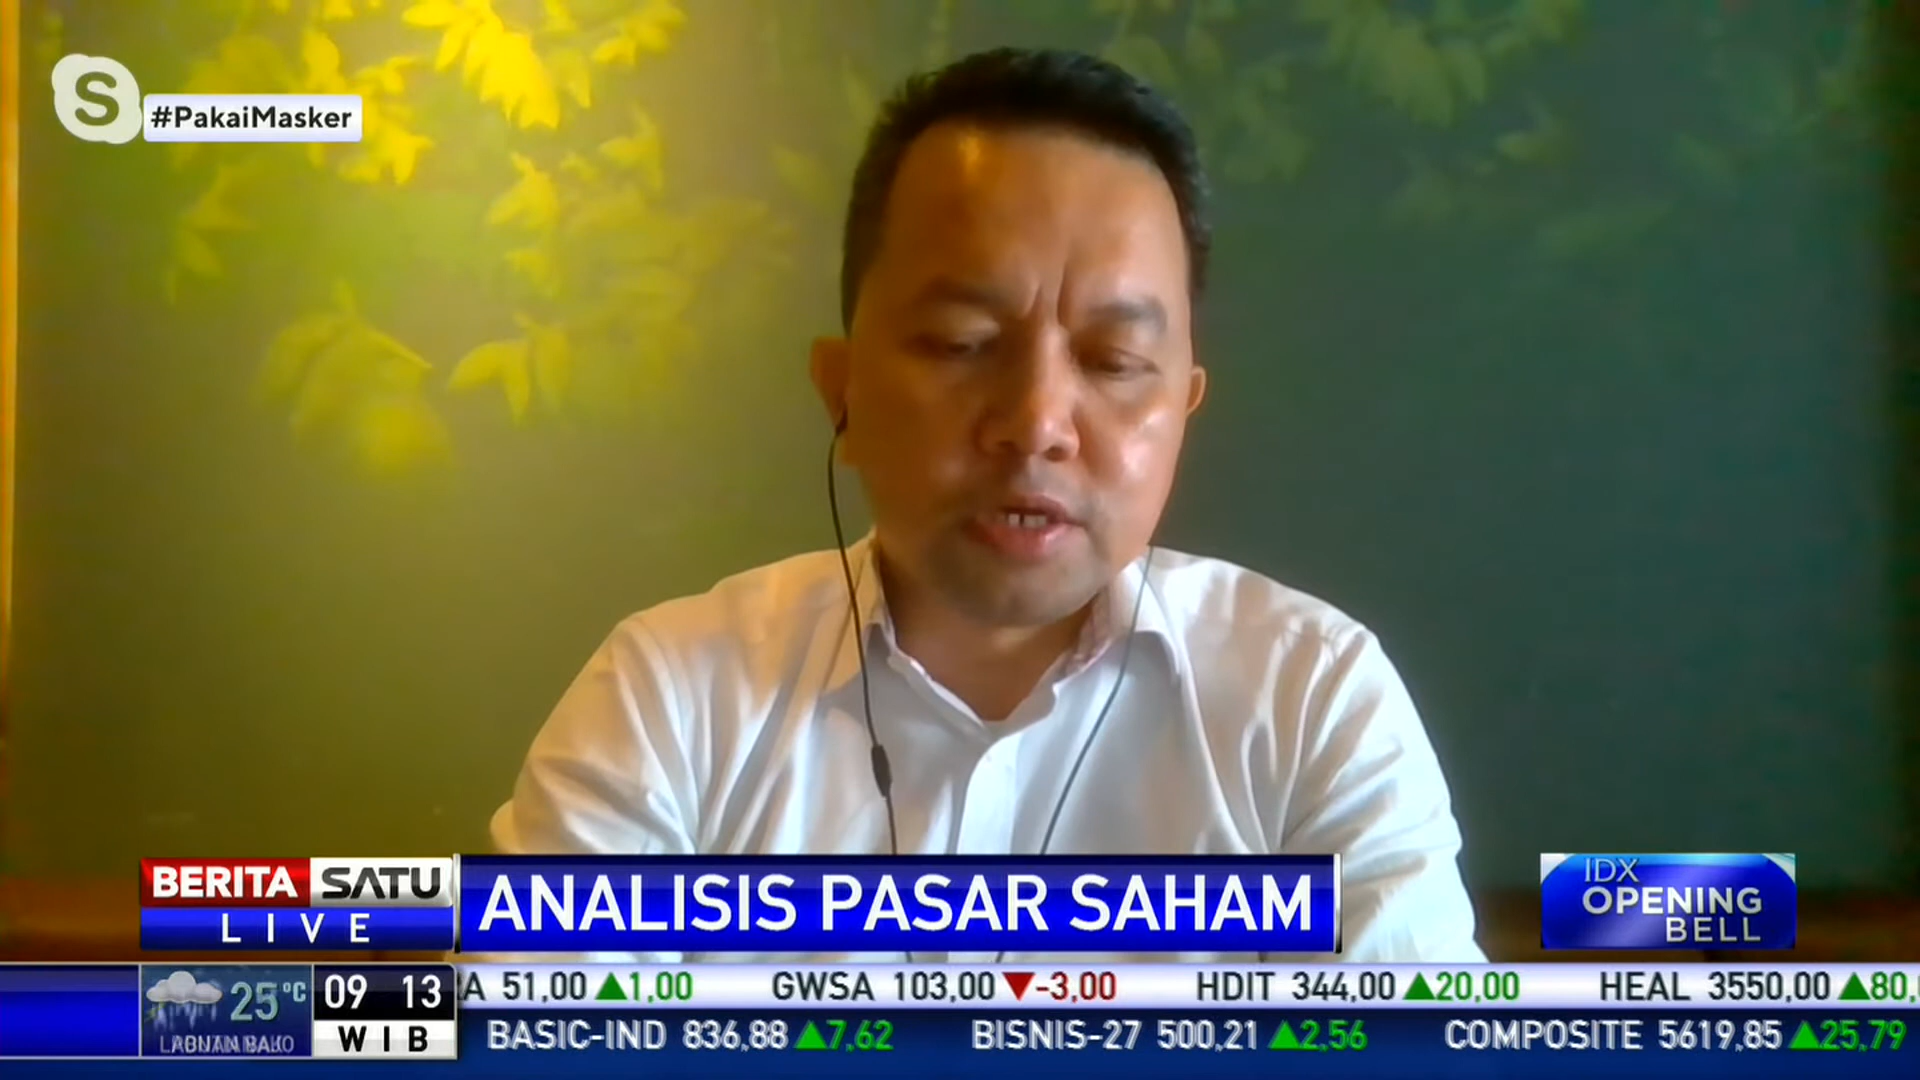 S
#PakaiMasker
BERITA SATU
LIVE
ANALISIS PASAR SAHAM
IDX
OPENING
BELL
25°C
09 13
WIB
A 51,00 ▲1,00 GWSA 103,00 ▼-3,00 HDIT 344,00 ▲20,00 HEAL 3550,00 ▲80,
BASIC-IND 836,88 ▲7,62 BISNIS-27 500,21 ▲2,56 COMPOSITE 5619,85 ▲25,79